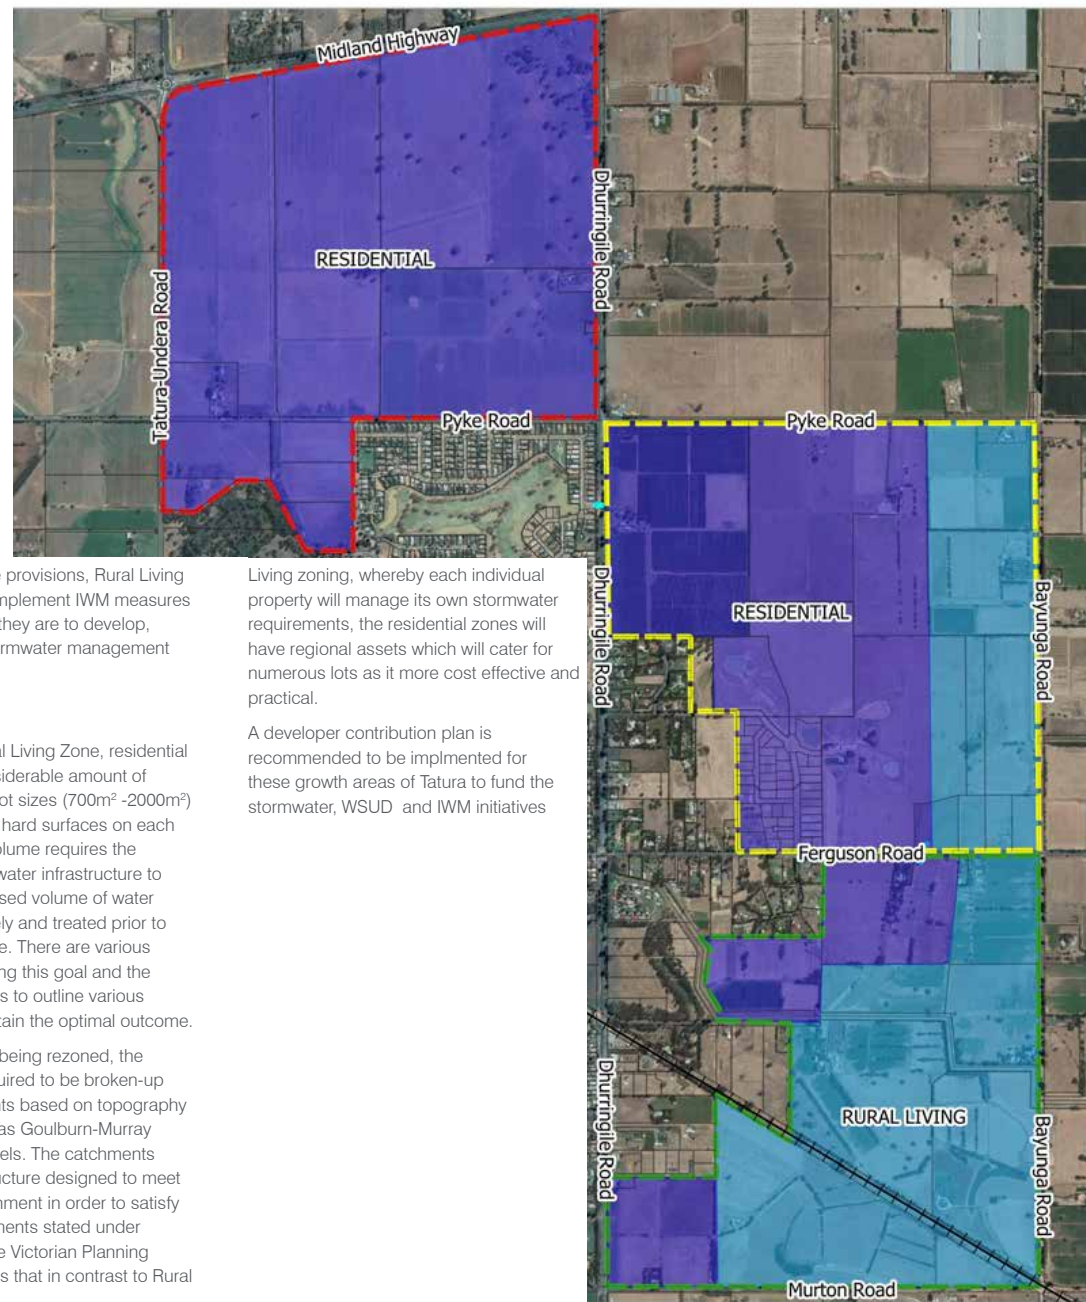 Midland Highway
Dhurringile Road
RESIDENTIAL
Tatura-Undera Road
Pyke Road
Pyke Road
Dhurringile Road
RESIDENTIAL
Bayunga Road
Ferguson Road
RURAL LIVING
Dhurringile Road
Bayunga Road
Murton Road
provisions, Rural Living
mplement IWM measures
they are to develop,
rmwater management
al Living Zone, residential
siderable amount of
ot sizes (700m² -2000m²)
hard surfaces on each
olume requires the
water infrastructure to
sed volume of water
ely and treated prior to
e. There are various
ng this goal and the
s to outline various
tain the optimal outcome.
being rezoned, the
uired to be broken-up
nts based on topography
as Goulburn-Murray
els. The catchments
ucture designed to meet
nment in order to satisfy
ments stated under
e Victorian Planning
s that in contrast to Rural
Living zoning, whereby each individual
property will manage its own stormwater
requirements, the residential zones will
have regional assets which will cater for
numerous lots as it more cost effective and
practical.
A developer contribution plan is
recommended to be implmented for
these growth areas of Tatura to fund the
stormwater, WSUD and IWM initiatives